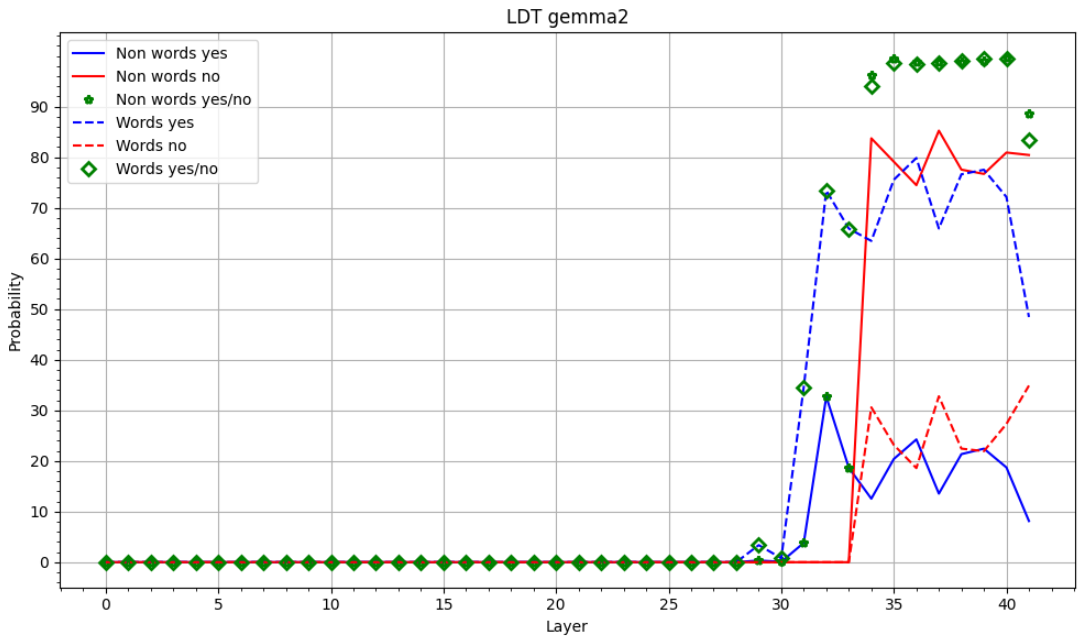 LDT gemma2
Non words yes
Non words no
Non words yes/no
Words yes
Words no
Words yes/no
90
80
70
60
50
40
30
20
10
0
Probability
0 5 10 15 20 25 30 35 40
Layer